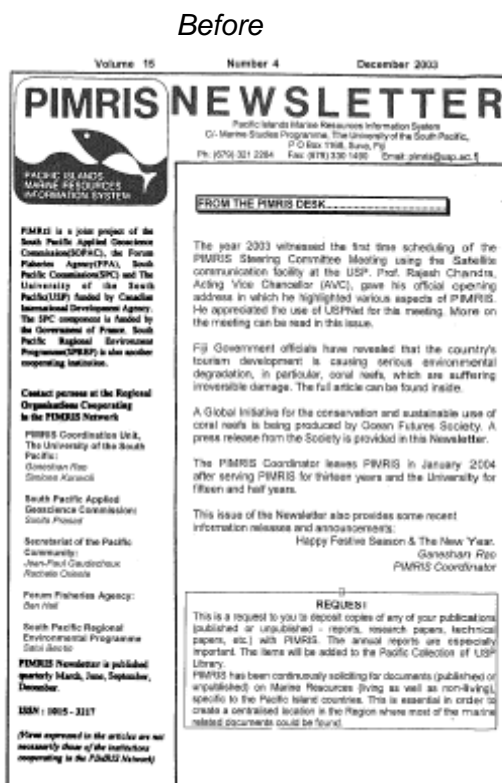 Before
Volume 15 Number 4 December 2003
PIMRIS NEWSLETTER
Pacific Islands Marine Resources Information System
C/- Marine Studies Programme, The University of the South Pacific,
P O Box 1168, Suva, Fiji
Ph: (679) 321 2284 Fax: (679) 330 1490 Email: pimris@usp.ac.fj
PACIFIC ISLANDS
MARINE RESOURCES
INFORMATION SYSTEM
PIMRIS is a joint project of the
South Pacific Applied Geoscience
Commission(SOPAC), the Forum
Fisheries Agency(FFA), South
Pacific Commission(SPC) and The
University of the South
Pacific(USP) funded by Canadian
International Development Agency.
The SPC component is funded by
the Government of France. South
Pacific Regional Environment
Programme(SPREP) is also another
cooperating institution.
Contact persons at the Regional
Organisations Cooperating
in the PIMRIS Network
PIMRIS Coordination Unit,
The University of the South
Pacific:
Ganeshan Rao
South Pacific Applied
Geoscience Commission:
Secretariat of the Pacific
Community:
Jean-Paul Gaudechoux
Forum Fisheries Agency:
Ben Hall
South Pacific Regional
Environmental Programme
PIMRIS Newsletter is published
quarterly March, June, September,
December.
ISSN : 1015 - 3217
(Views expressed in the articles are not
necessarily those of the institutions
cooperating in the PIMRIS Network)
FROM THE PIMRIS DESK
The year 2003 witnessed the first time scheduling of the
PIMRIS Steering Committee Meeting using the Satellite
communication facility at the USP. Prof. Rajesh Chandra,
Acting Vice Chancellor (AVC), gave his official opening
address in which he highlighted various aspects of PIMRIS.
He appreciated the use of USPNet for this meeting. More on
the meeting can be read in this issue.
Fiji Government officials have revealed that the country's
tourism development is causing serious environmental
degradation, in particular, coral reefs, which are suffering
irreversible damage. The full article can be found inside.
A Global Initiative for the conservation and sustainable use of
coral reefs is being produced by Ocean Futures Society. A
press release from the Society is provided in this Newsletter.
The PIMRIS Coordinator leaves PIMRIS in January 2004
after serving PIMRIS for thirteen years and the University for
fifteen and half years.
This issue of the Newsletter also provides some recent
information releases and announcements:
Happy Festive Season & The New Year.
Ganeshan Rao
PIMRIS Coordinator
REQUEST
This is a request to you to deposit copies of any of your publications
(published or unpublished - reports, research papers, technical
papers, etc.) with PIMRIS. The annual reports are especially
important. The items will be added to the Pacific Collection of USP
Library.
PIMRIS has been continuously soliciting for documents (published or
unpublished) on Marine Resources (living as well as non-living),
specific to the Pacific Island countries. This is essential in order to
create a centralised location in the Region where most of the marine
related documents could be found.